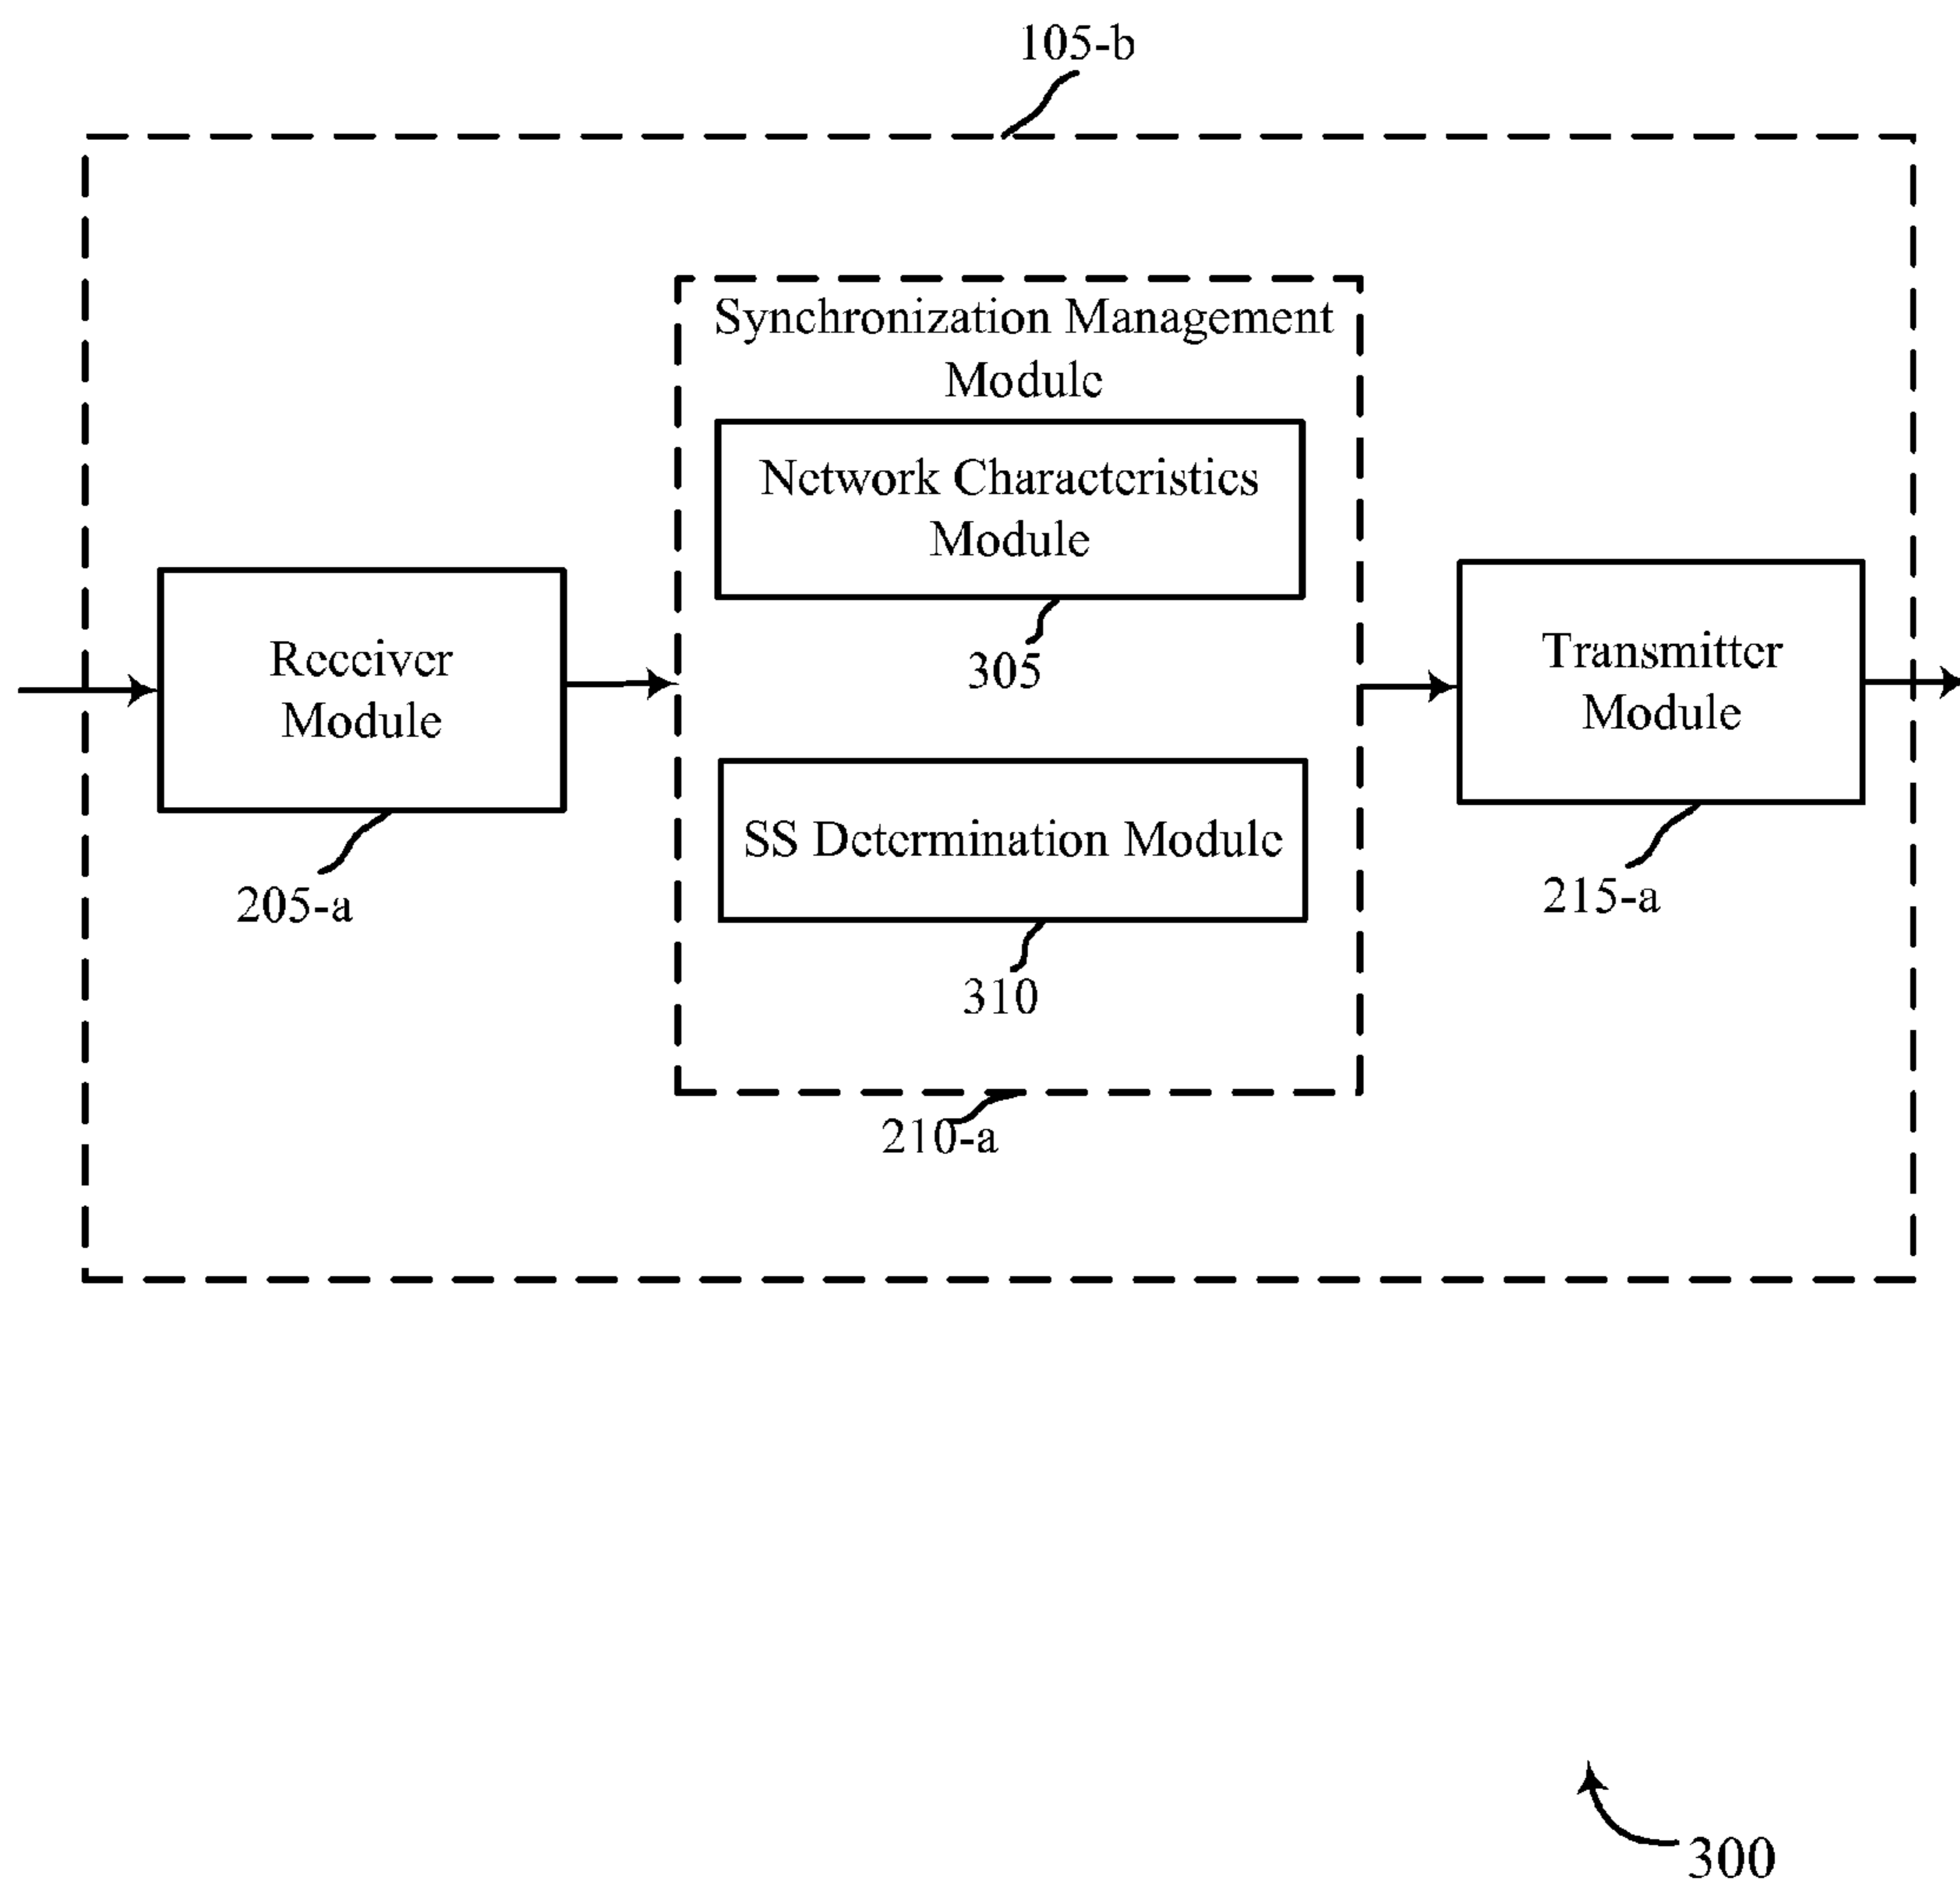 105-b
Synchronization Management
Module
Network Characteristics
Module
305
Receiver
Module
205-a
Transmitter
Module
215-a
SS Determination Module
310
210-a
300